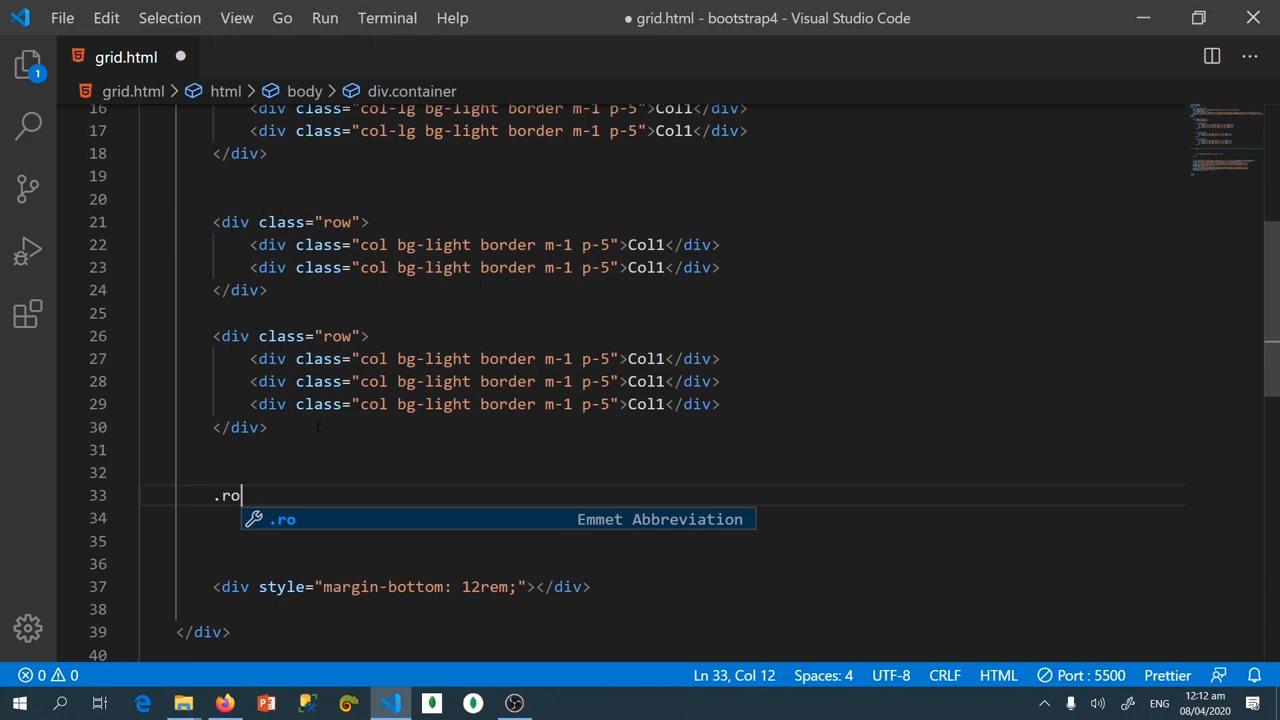 File Edit Selection View Go Run Terminal Help ● grid.html - bootstrap4 - Visual Studio Code
grid.html
1
grid.html > html > body > div.container
16 <div class="col-lg bg-light border m-1 p-5">Col1</div>
17 <div class="col-lg bg-light border m-1 p-5">Col1</div>
18 </div>
19
20
21 <div class="row">
22 <div class="col bg-light border m-1 p-5">Col1</div>
23 <div class="col bg-light border m-1 p-5">Col1</div>
24 </div>
25
26 <div class="row">
27 <div class="col bg-light border m-1 p-5">Col1</div>
28 <div class="col bg-light border m-1 p-5">Col1</div>
29 <div class="col bg-light border m-1 p-5">Col1</div>
30 </div>
31
32
33 .ro
.ro Emmet Abbreviation
34
35
36
37 <div style="margin-bottom: 12rem;"></div>
38
39 </div>
40
0 0 Ln 33, Col 12 Spaces: 4 UTF-8 CRLF HTML Port : 5500 Prettier
ENG 12:12 am
08/04/2020